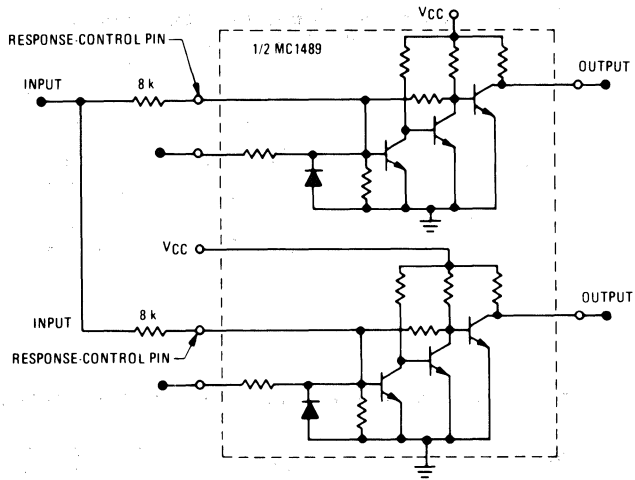 VCC
RESPONSE-CONTROL PIN
1/2 MC1489
INPUT
8 k
OUTPUT
VCC
8 k
INPUT
OUTPUT
RESPONSE-CONTROL PIN